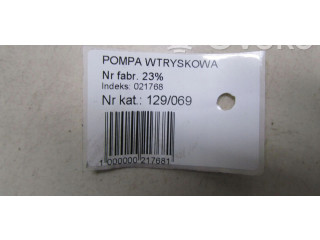 POMPA WTRYSKOWA
Nr fabr. 23%
Indeks: 021768
Nr kat.: 129/069
1 000000 217681